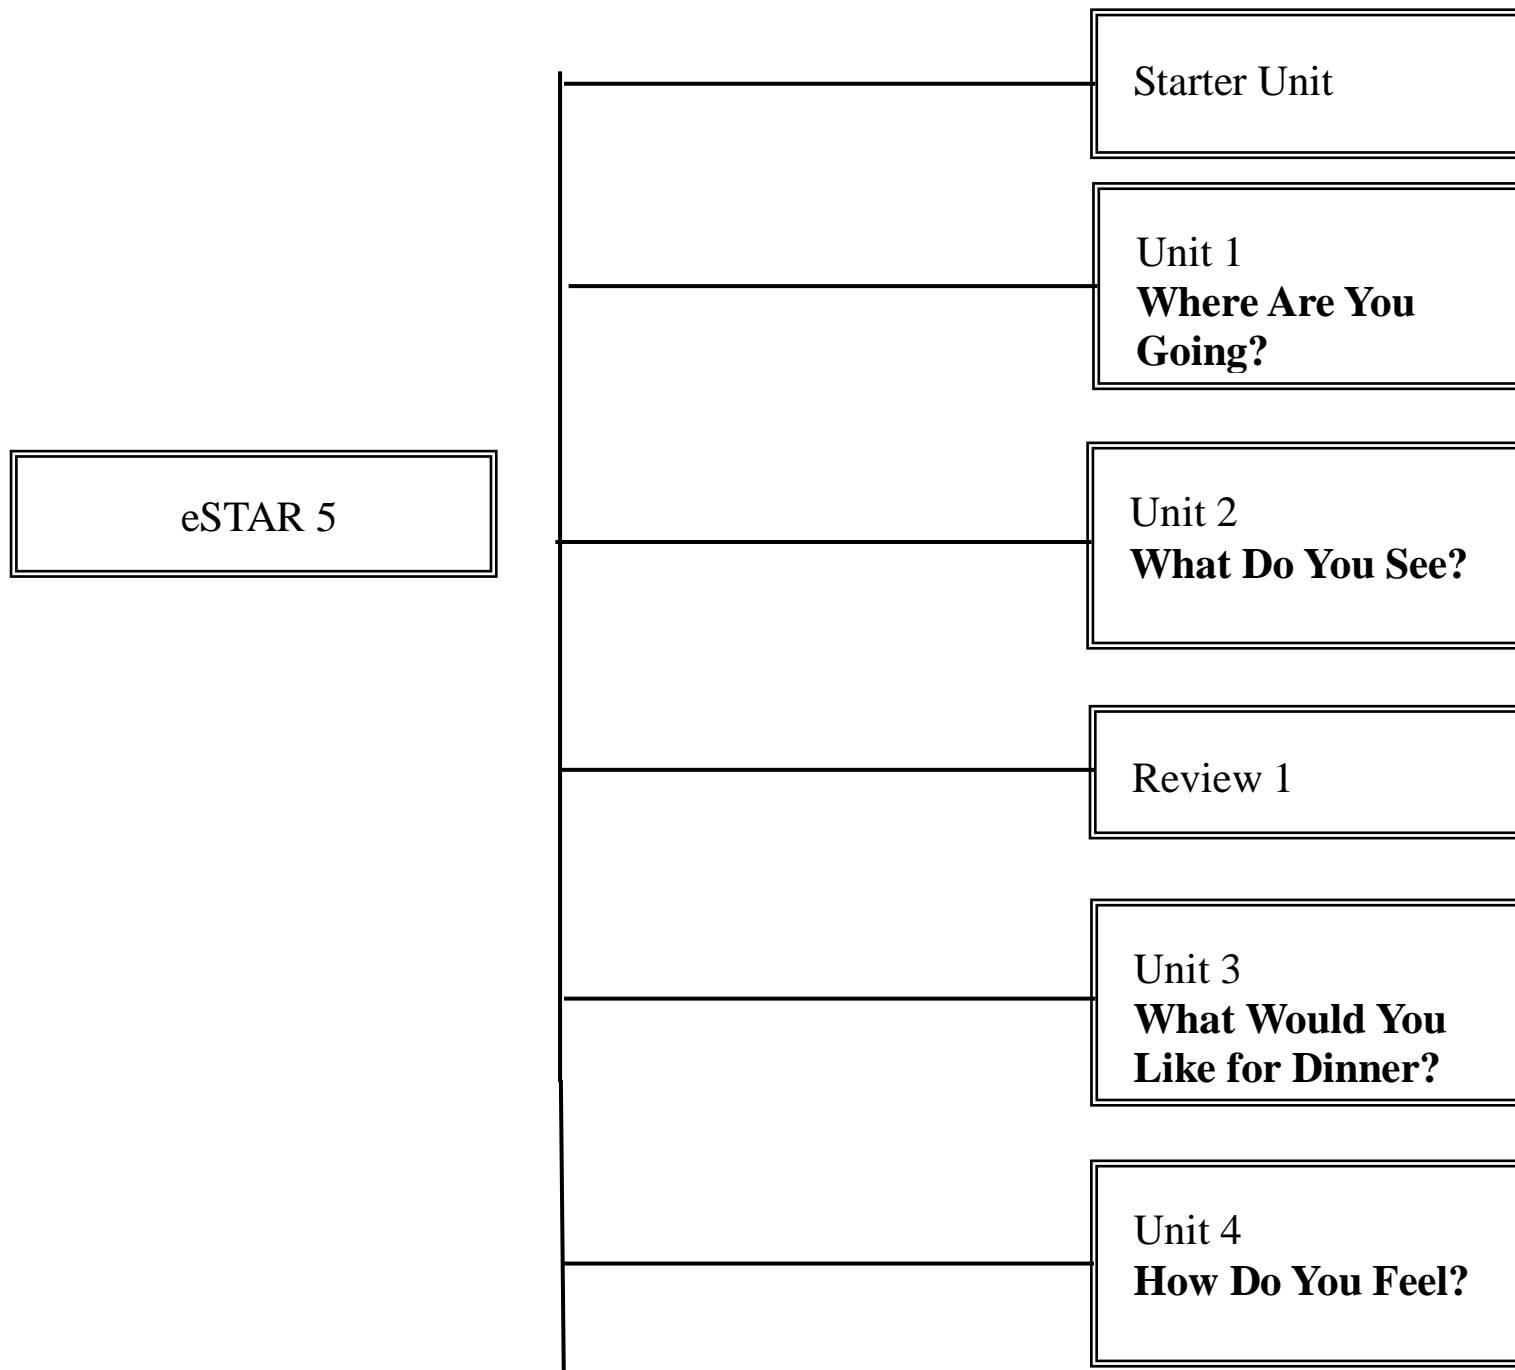 Starter Unit
Unit 1
Where Are You
Going?
eSTAR 5
Unit 2
What Do You See?
Review 1
Unit 3
What Would You
Like for Dinner?
Unit 4
How Do You Feel?